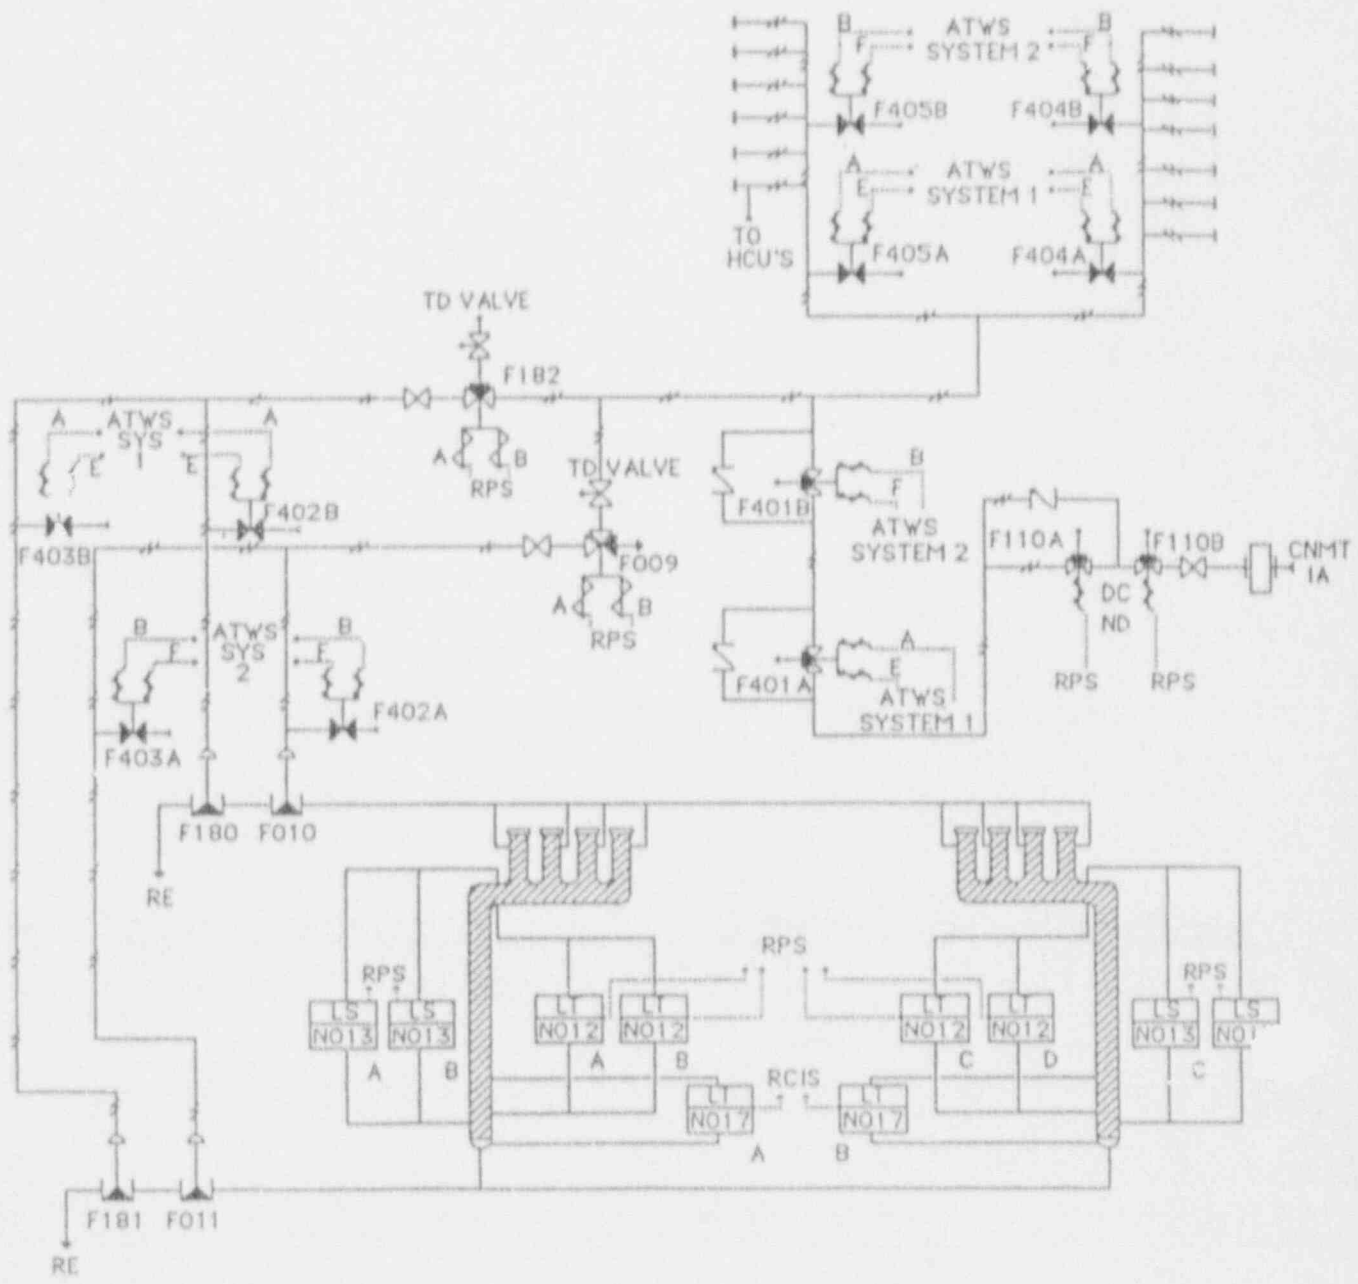 B ATWS B
F SYSTEM 2 F
F405B F404B
A ATWS A
E SYSTEM 1 E
TO
HCU'S
F405A F404A
TD VALVE
F182
A ATWS A
SYS
E 1 E
A B
RPS
TD VALVE
B
F
F401B
ATWS
SYSTEM 2
F402B
F403B
F009
A B
RPS
F110A F110B CNMT
IA
DC
ND
RPS RPS
B ATWS B
F SYS F
2
F402A
F403A
A
E
F401A
ATWS
SYSTEM 1
F180 F010
RE
RPS
RPS
RPS
LS LS LT LT LT LT LS LS
N013 N013 N012 N012 N012 N012 N013
A B A B C D C
RCIS
LT LT
N017 N017
A B
F181 F011
RE